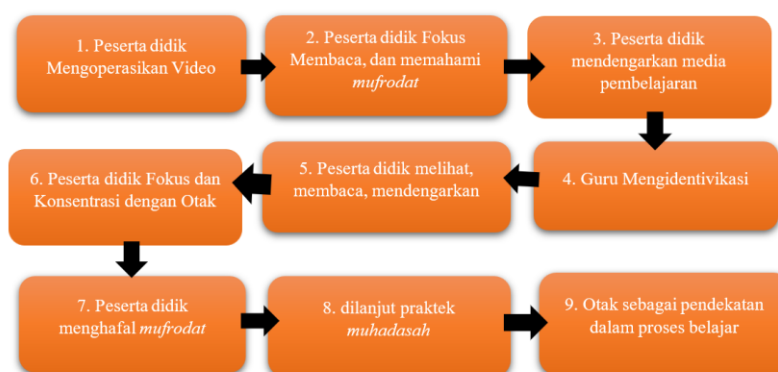 1. Peserta didik
Mengoperasikan Video
2. Peserta didik Fokus
Membaca, dan memahami
mufrodat
3. Peserta didik
mendengarkan media
pembelajaran
4. Guru Mengidentivikasi
5. Peserta didik melihat,
membaca, mendengarkan
6. Peserta didik Fokus dan
Konsentrasi dengan Otak
7. Peserta didik
menghafal mufrodat
8. dilanjut praktek
muhadasah
9. Otak sebagai pendekatan
dalam proses belajar